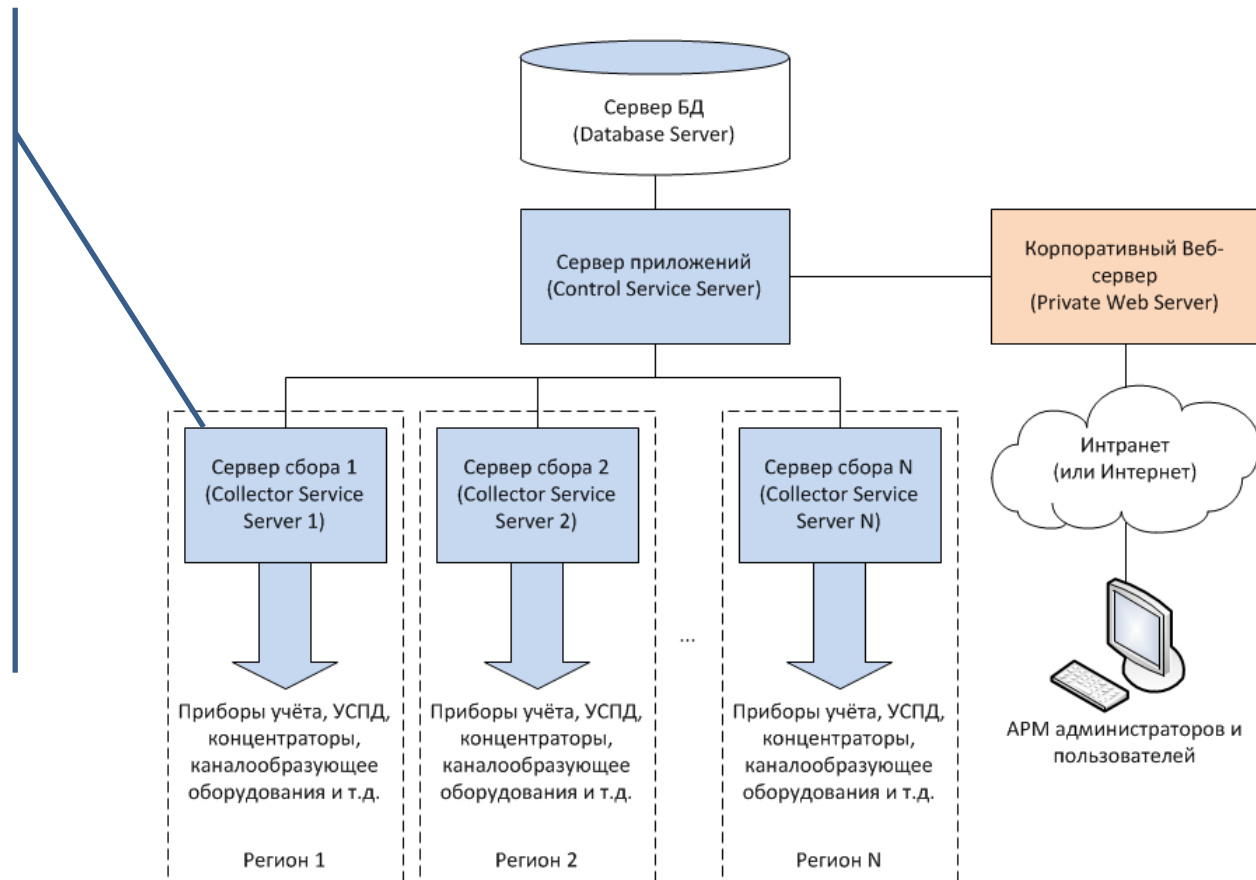 Сервер БД
(Database Server)
Сервер приложений
(Control Service Server)
Корпоративный Веб-
сервер
(Private Web Server)
Сервер сбора 1
(Collector Service
Server 1)
Сервер сбора 2
(Collector Service
Server 2)
Сервер сбора N
(Collector Service
Server N)
Интранет
(или Интернет)
...
Приборы учёта, УСПД,
концентраторы,
каналообразующее
оборудования и т.д.
Приборы учёта, УСПД,
концентраторы,
каналообразующее
оборудования и т.д.
Приборы учёта, УСПД,
концентраторы,
каналообразующее
оборудования и т.д.
АРМ администраторов и
пользователей
Регион 1
Регион 2
Регион N